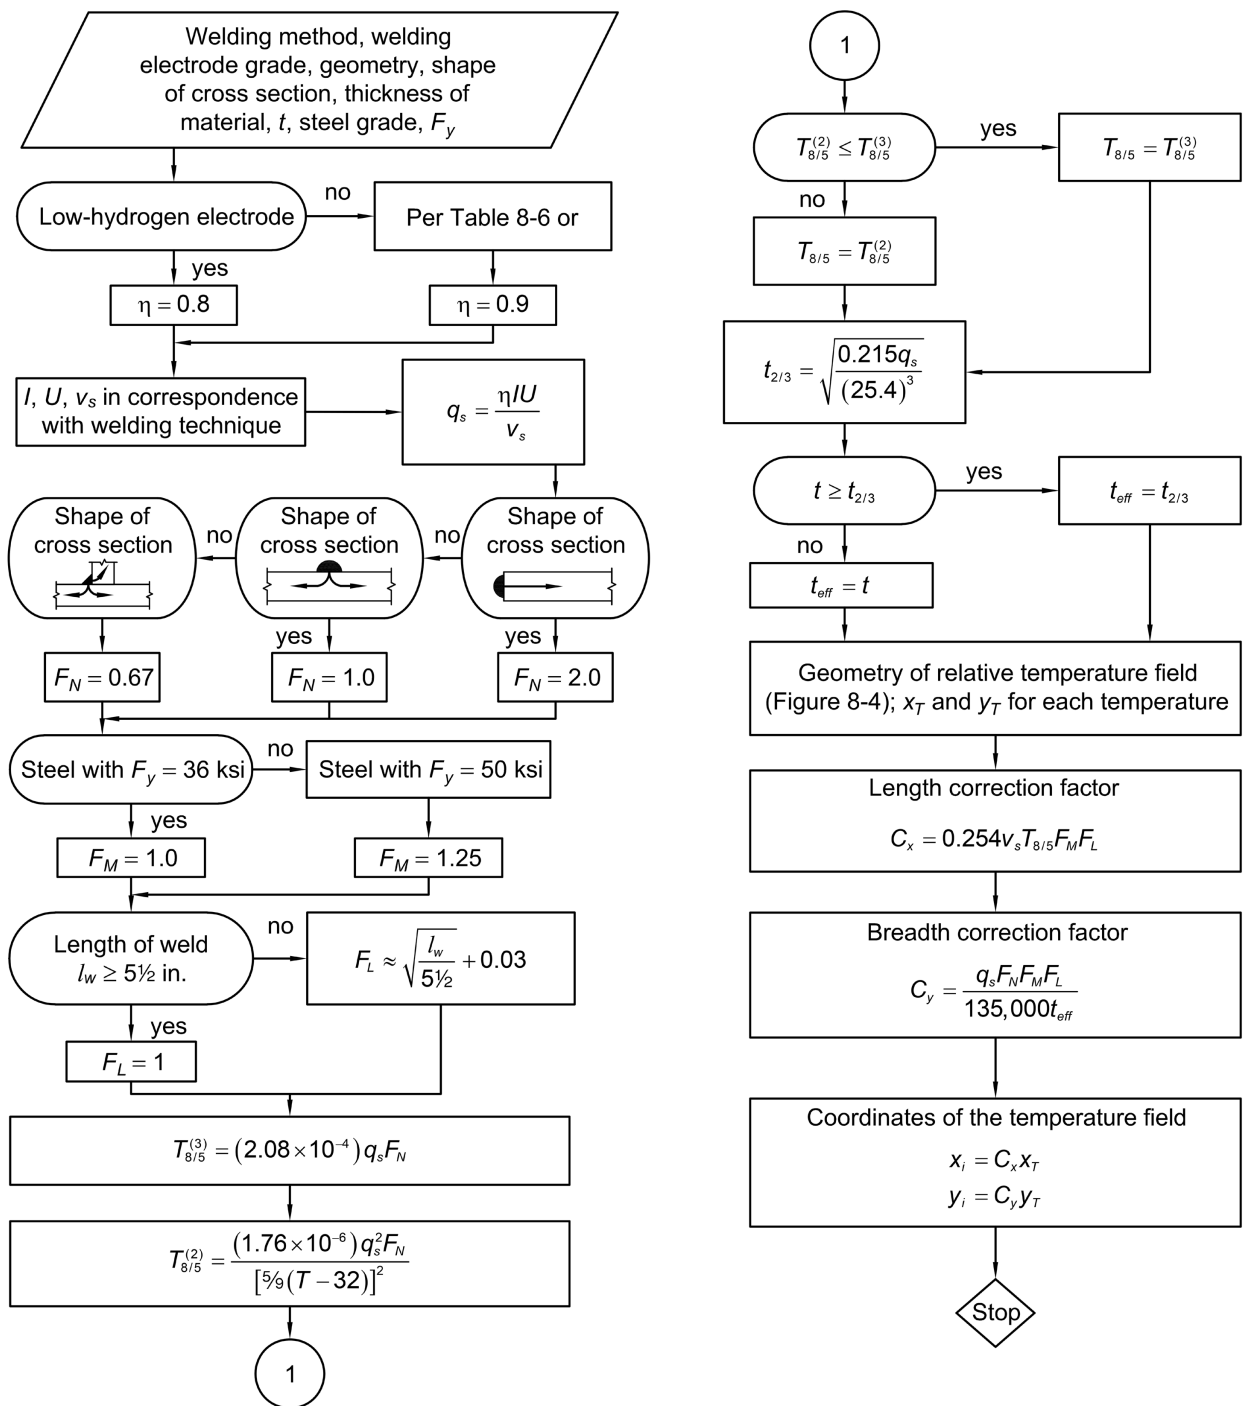 Welding method, welding
electrode grade, geometry, shape
of cross section, thickness of
material, t, steel grade, F_y
Low-hydrogen electrode
no
Per Table 8-6 or
yes
η = 0.8
η = 0.9
I, U, v_s in correspondence
with welding technique
q_s = ηIU / v_s
Shape of
cross section
no
Shape of
cross section
no
Shape of
cross section
yes
yes
F_N = 0.67
F_N = 1.0
F_N = 2.0
Steel with F_y = 36 ksi
no
Steel with F_y = 50 ksi
yes
F_M = 1.0
F_M = 1.25
Length of weld
l_w ≥ 5½ in.
no
F_L ≈ √(l_w / 5½) + 0.03
yes
F_L = 1
T_8/5^(3) = (2.08 × 10^−4) q_s F_N
T_8/5^(2) = (1.76 × 10^−6) q_s^2 F_N / [5⁄9 (T − 32)]^2
1
1
T_8/5^(2) ≤ T_8/5^(3)
yes
T_8/5 = T_8/5^(3)
no
T_8/5 = T_8/5^(2)
t_2/3 = √(0.215q_s / (25.4)^3)
t ≥ t_2/3
yes
t_eff = t_2/3
no
t_eff = t
Geometry of relative temperature field
(Figure 8-4); x_T and y_T for each temperature
Length correction factor
C_x = 0.254v_s T_8/5 F_M F_L
Breadth correction factor
C_y = q_s F_N F_M F_L / 135,000t_eff
Coordinates of the temperature field
x_i = C_x x_T
y_i = C_y y_T
Stop